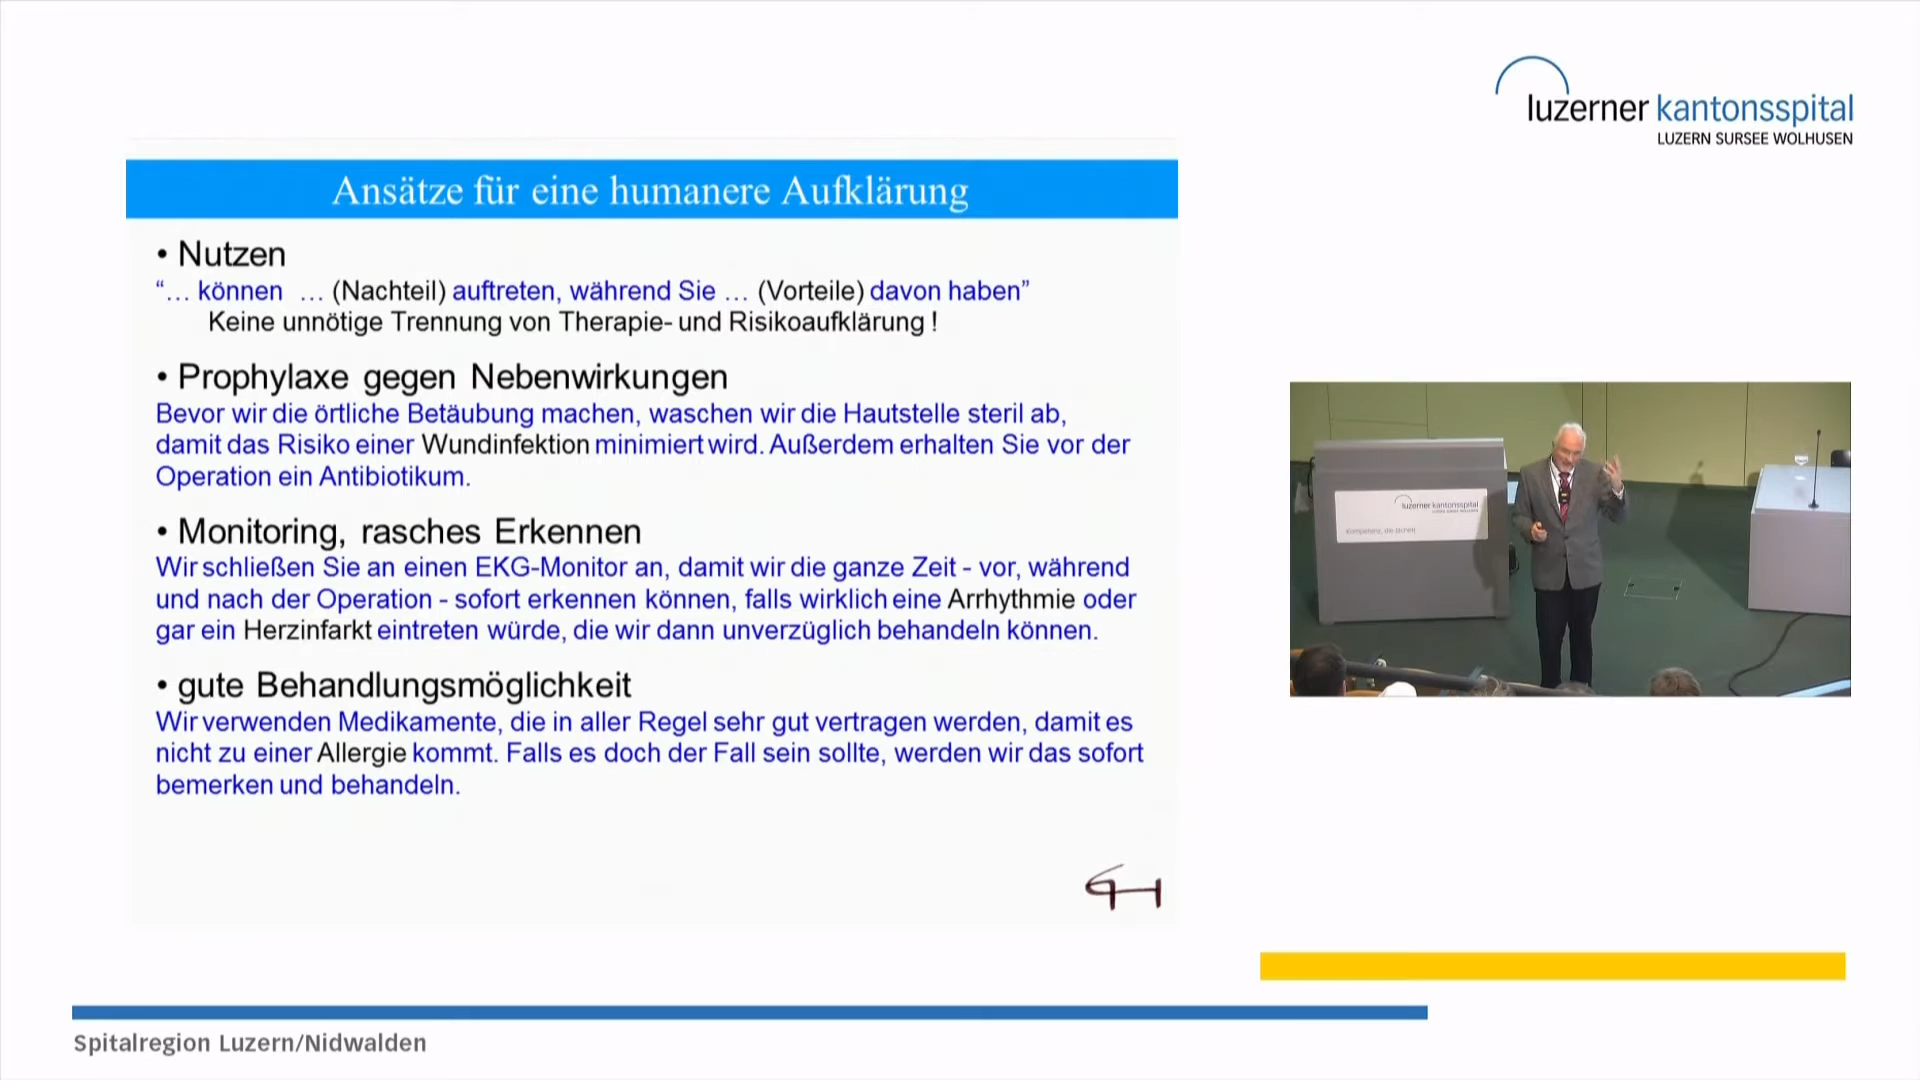 luzerner kantonsspital
LUZERN SURSEE WOLHUSEN
Ansätze für eine humanere Aufklärung
• Nutzen
“… können … (Nachteil) auftreten, während Sie … (Vorteile) davon haben”
Keine unnötige Trennung von Therapie- und Risikoaufklärung !
• Prophylaxe gegen Nebenwirkungen
Bevor wir die örtliche Betäubung machen, waschen wir die Hautstelle steril ab,
damit das Risiko einer Wundinfektion minimiert wird. Außerdem erhalten Sie vor der
Operation ein Antibiotikum.
• Monitoring, rasches Erkennen
Wir schließen Sie an einen EKG-Monitor an, damit wir die ganze Zeit - vor, während
und nach der Operation - sofort erkennen können, falls wirklich eine Arrhythmie oder
gar ein Herzinfarkt eintreten würde, die wir dann unverzüglich behandeln können.
• gute Behandlungsmöglichkeit
Wir verwenden Medikamente, die in aller Regel sehr gut vertragen werden, damit es
nicht zu einer Allergie kommt. Falls es doch der Fall sein sollte, werden wir das sofort
bemerken und behandeln.
luzerner kantonsspital
Kompetenz, die lächelt
Spitalregion Luzern/Nidwalden